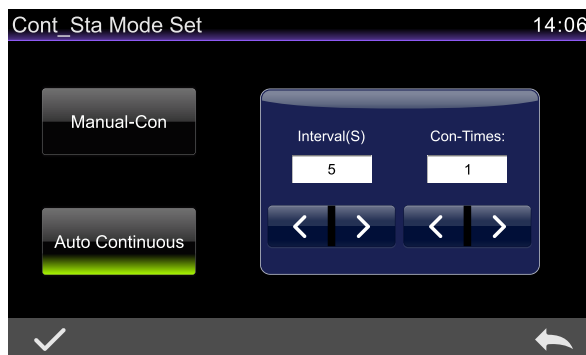 Cont_Sta Mode Set 14:06
Manual-Con
Interval(S) Con-Times:
5 1
Auto Continuous